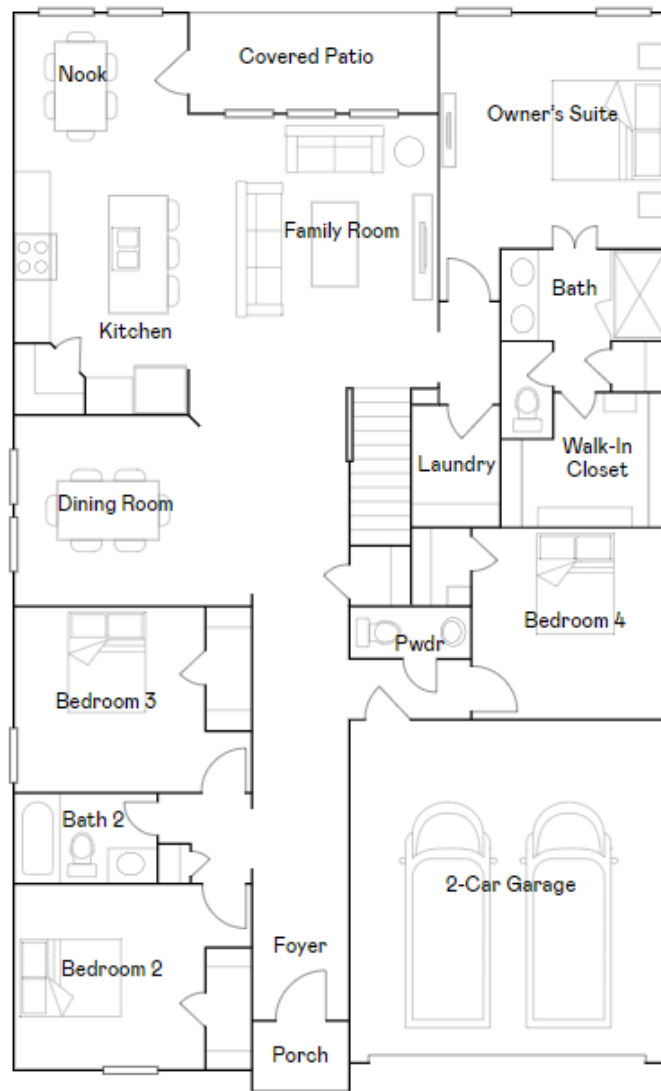 Covered Patio
Nook
Owner's Suite
Family Room
Bath
Kitchen
Walk-In
Closet
Laundry
Dining Room
Bedroom 4
Pwdr
Bedroom 3
Bath 2
2-Car Garage
Foyer
Bedroom 2
Porch